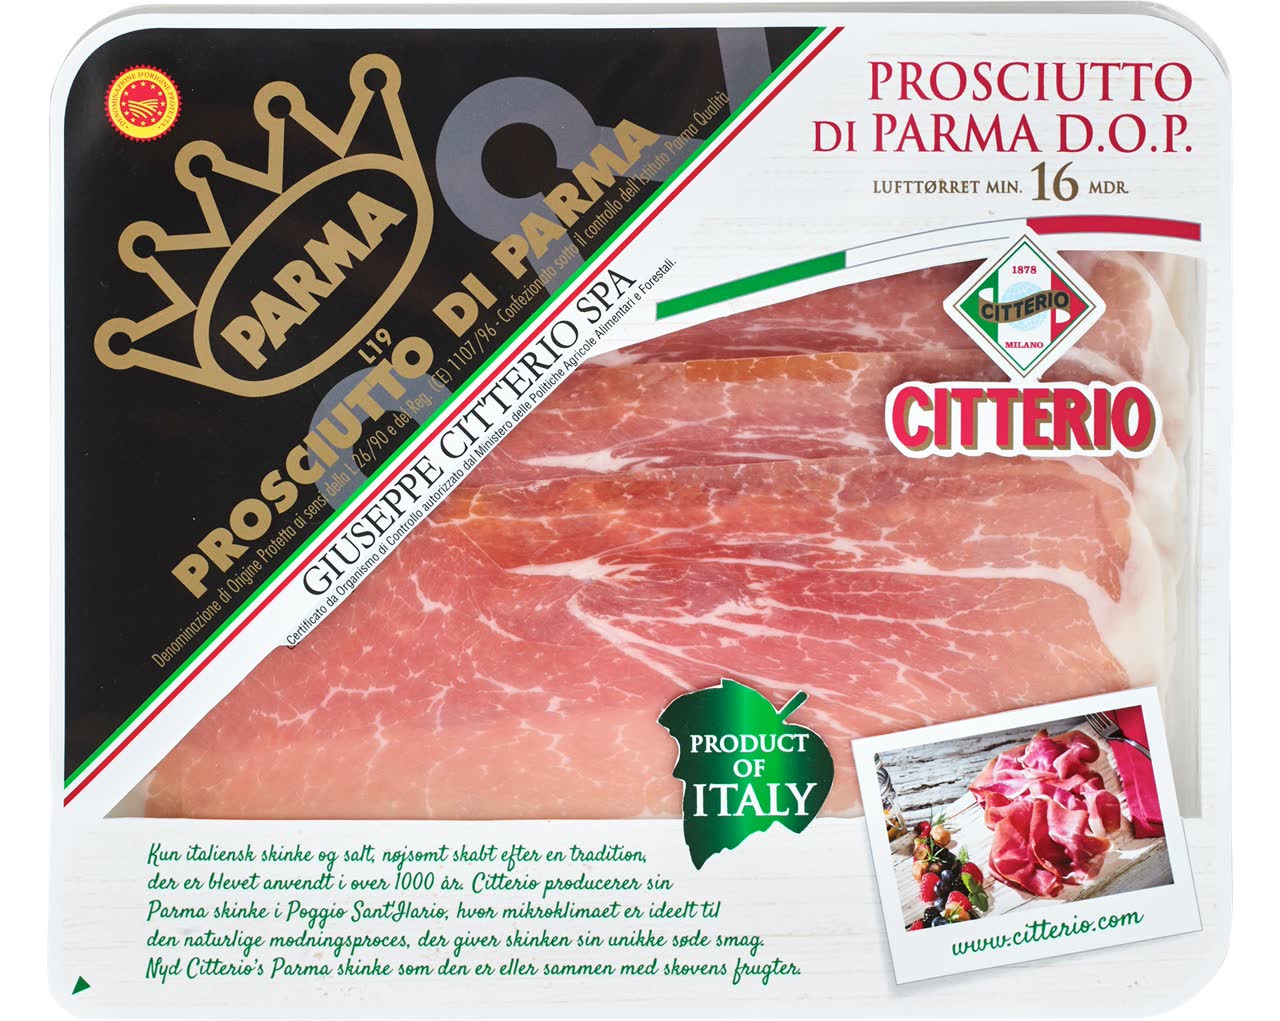 DENOMINAZIONE D'ORIGINE PROTETTA
PARMA
L19
PROSCIUTTO DI PARMA
Denominazione di Origine Protetta ai sensi della L.26/90 e del Reg. (CE) 1107/96 - Confezionato sotto il controllo dell'Istituto Parma Qualità
GIUSEPPE CITTERIO SPA
Certificato da Organismo di Controllo autorizzato dal Ministero delle Politiche Agricole Alimentari e Forestali.
PROSCIUTTO
DI PARMA D.O.P.
LUFTTØRRET MIN. 16 MDR.
1878
CITTERIO
MILANO
CITTERIO
PRODUCT
OF
ITALY
Kun italiensk skinke og salt, nøjsomt skabt efter en tradition,
der er blevet anvendt i over 1000 år. Citterio producerer sin
Parma skinke i Poggio Sant'Ilario, hvor mikroklimaet er ideelt til
den naturlige modningsproces, der giver skinken sin unikke søde smag.
Nyd Citterio's Parma skinke som den er eller sammen med skovens frugter.
www.citterio.com